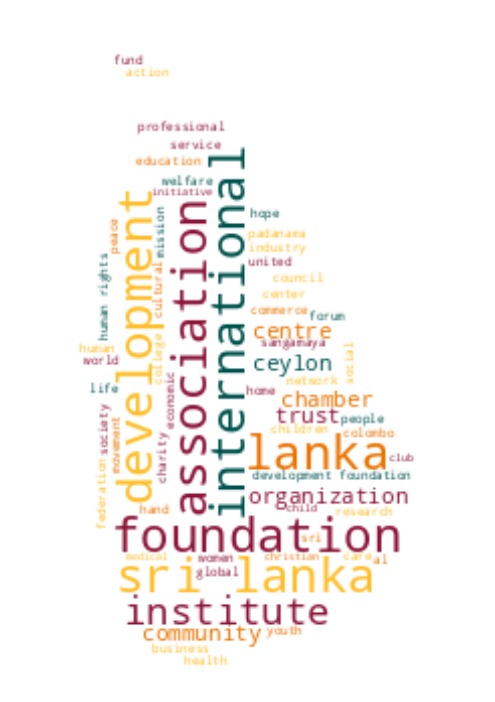 fund
action
professional
service
education
welfare
initiative
international
development
association
mission
hope
peace
padanama
industry
human rights
cultural
united
council
center
commerce
forum
centre
sangamaya
human
world
college
ceylon
social
network
life
economic
home
chamber
society
movement
trust
people
children
colombo
charity
lanka
club
federation
development foundation
organization
hand
child
research
foundation
sri
medical
women
christian
care
al
global
sri lanka
institute
community
youth
business
health